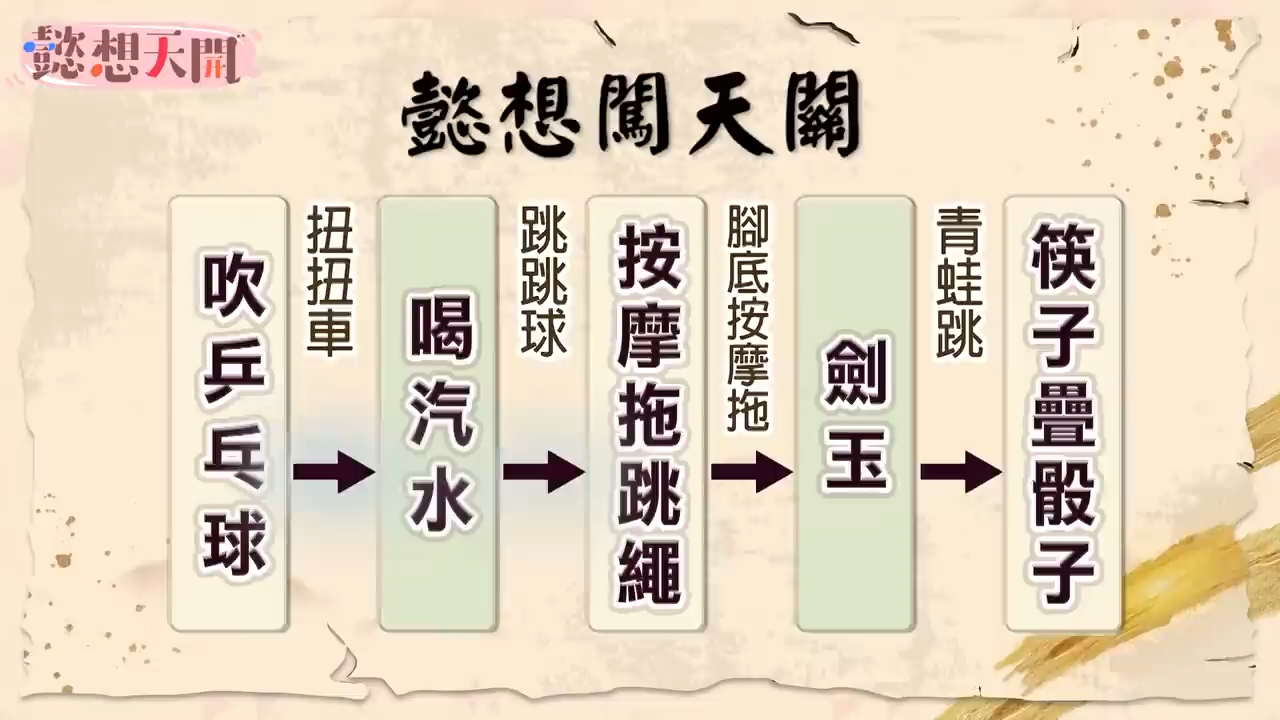 懿想天開
懿想闖天關
吹乒乓球
扭扭車
喝汽水
跳跳球
按摩拖跳繩
腳底按摩拖
劍玉
青蛙跳
筷子疊骰子